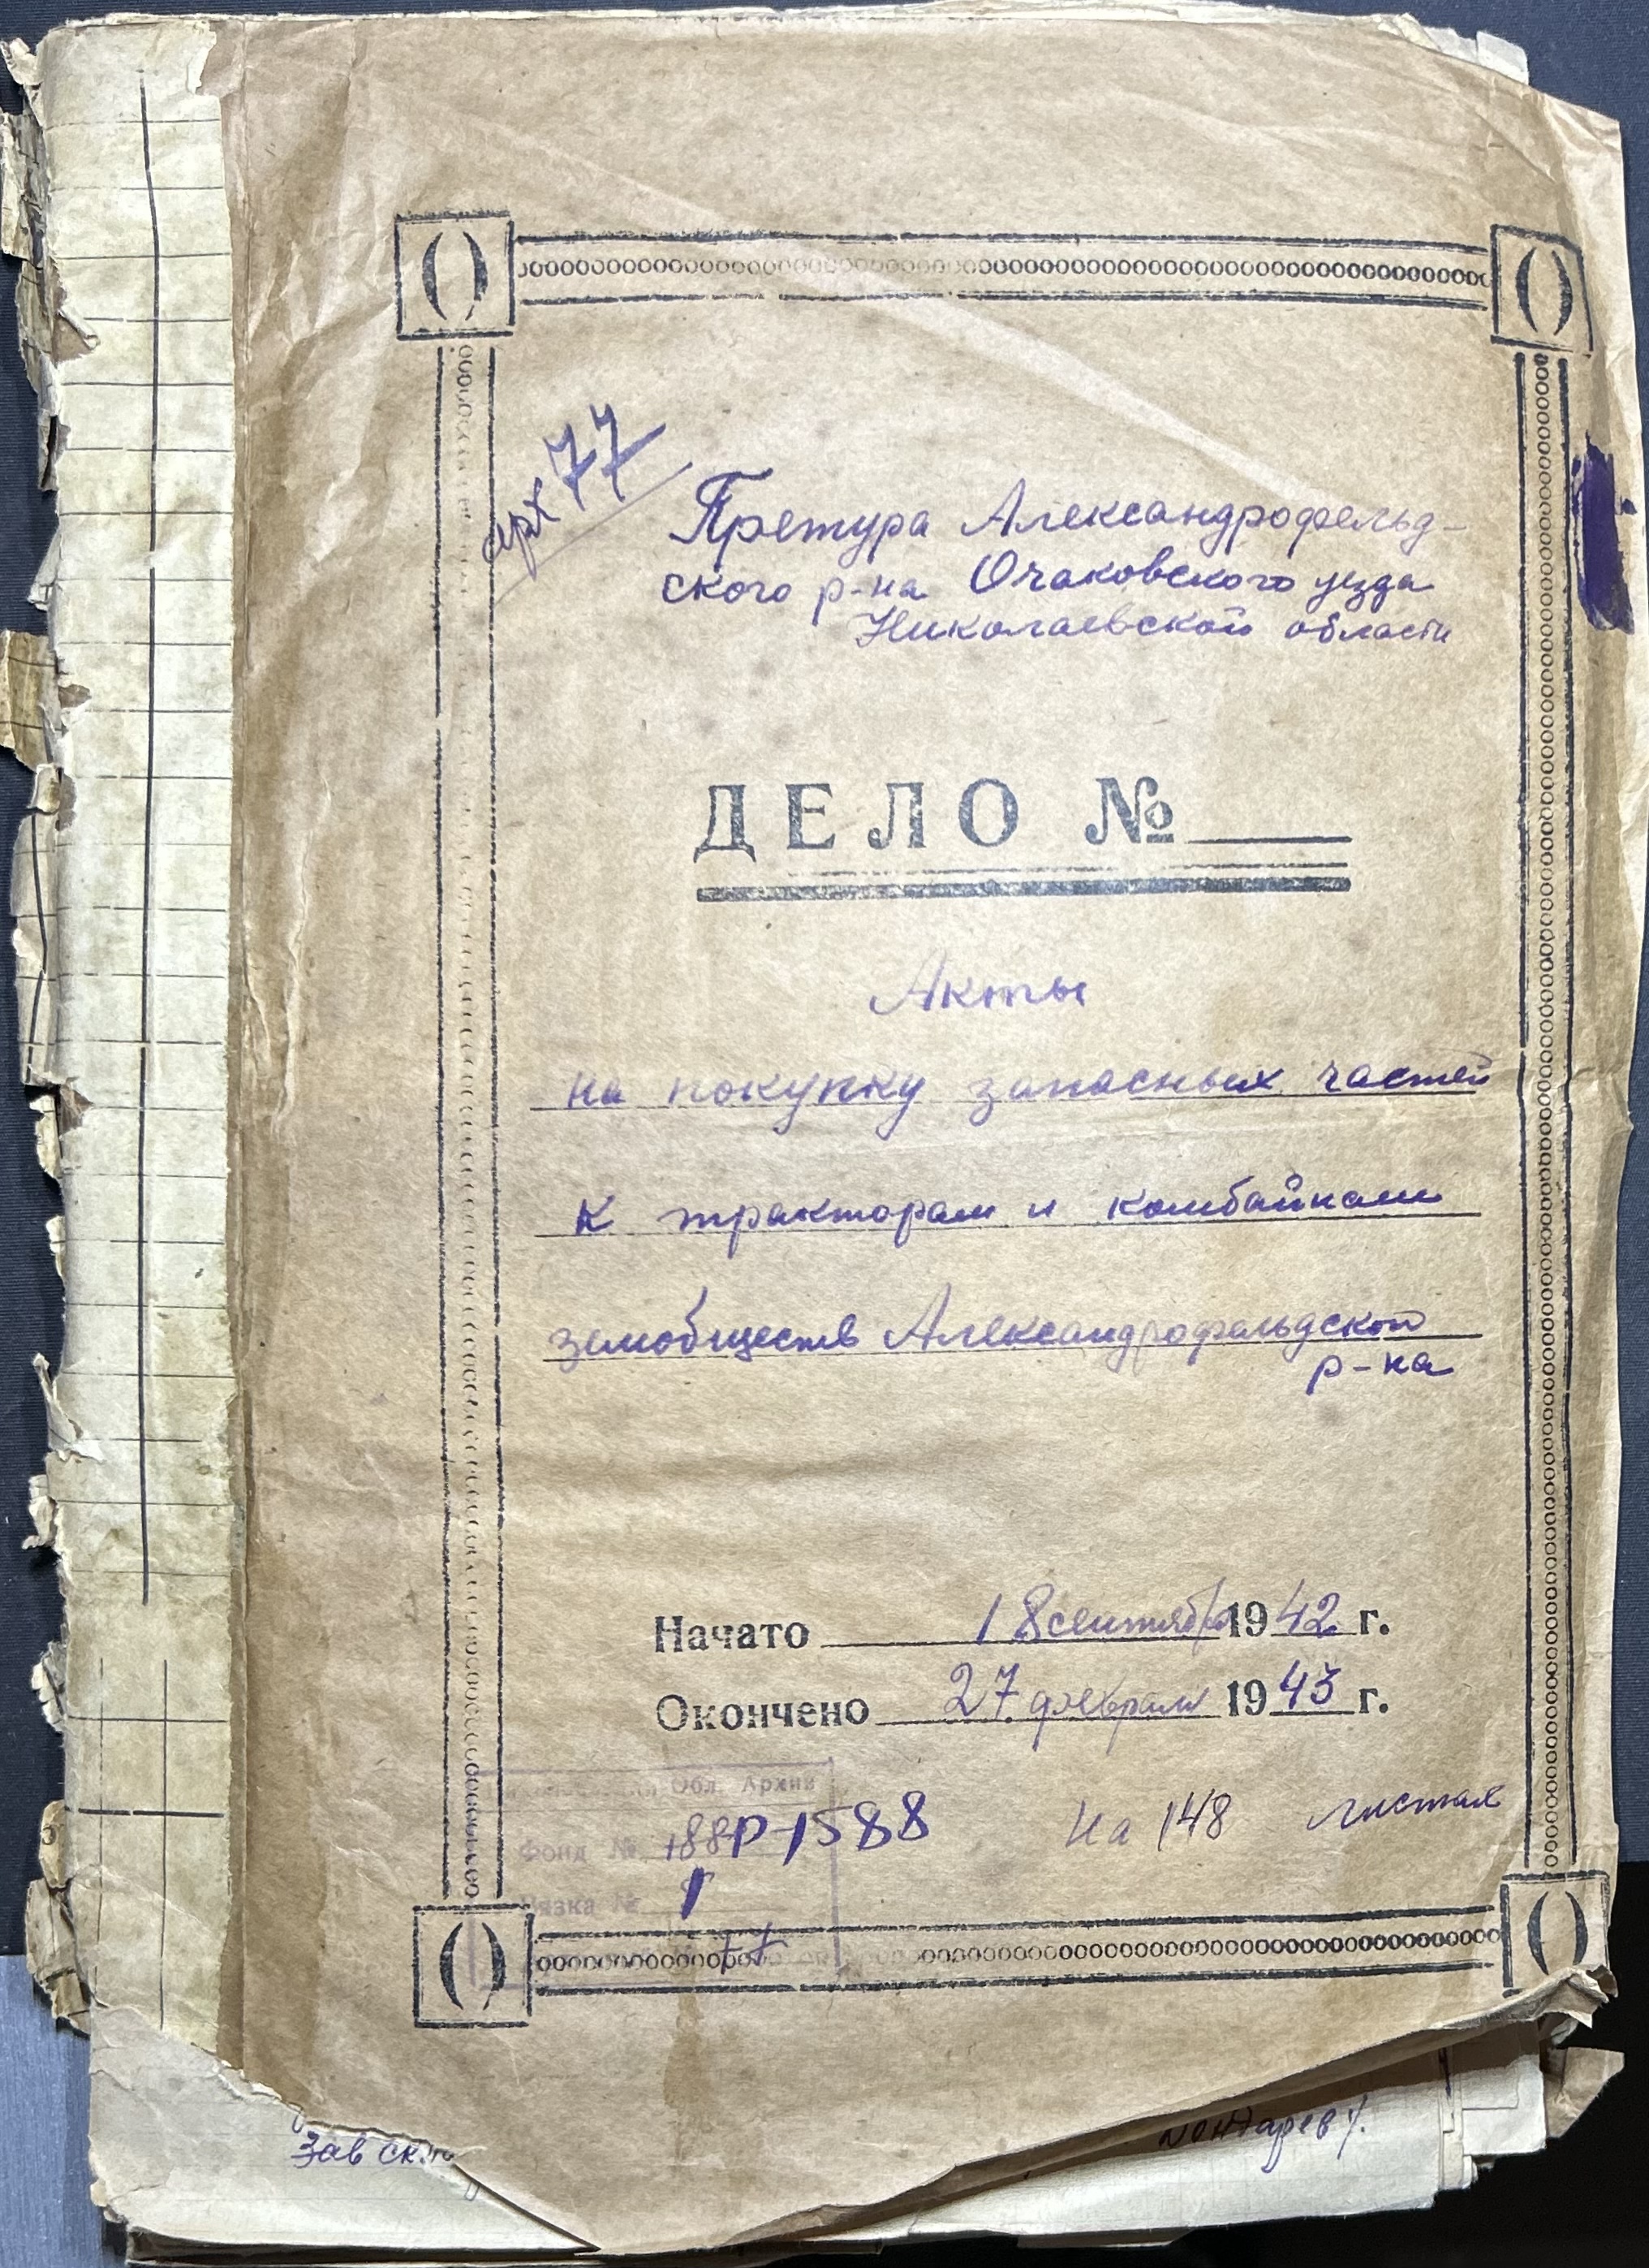 арх 77
Претура Александрофельд-
ского р-на Очаковского уезда
Николаевской области
ДЕЛО №
Акты
на покупку запасных частей
к тракторам и комбайнам
земобществ Александрофельдской
р-на
Начато 18 сентября 1942 г.
Окончено 27 февраля 1943 г.
Обл. Архив
Фонд № 188 Р-1588
На 148 листах
Связка № 1
Зав ск